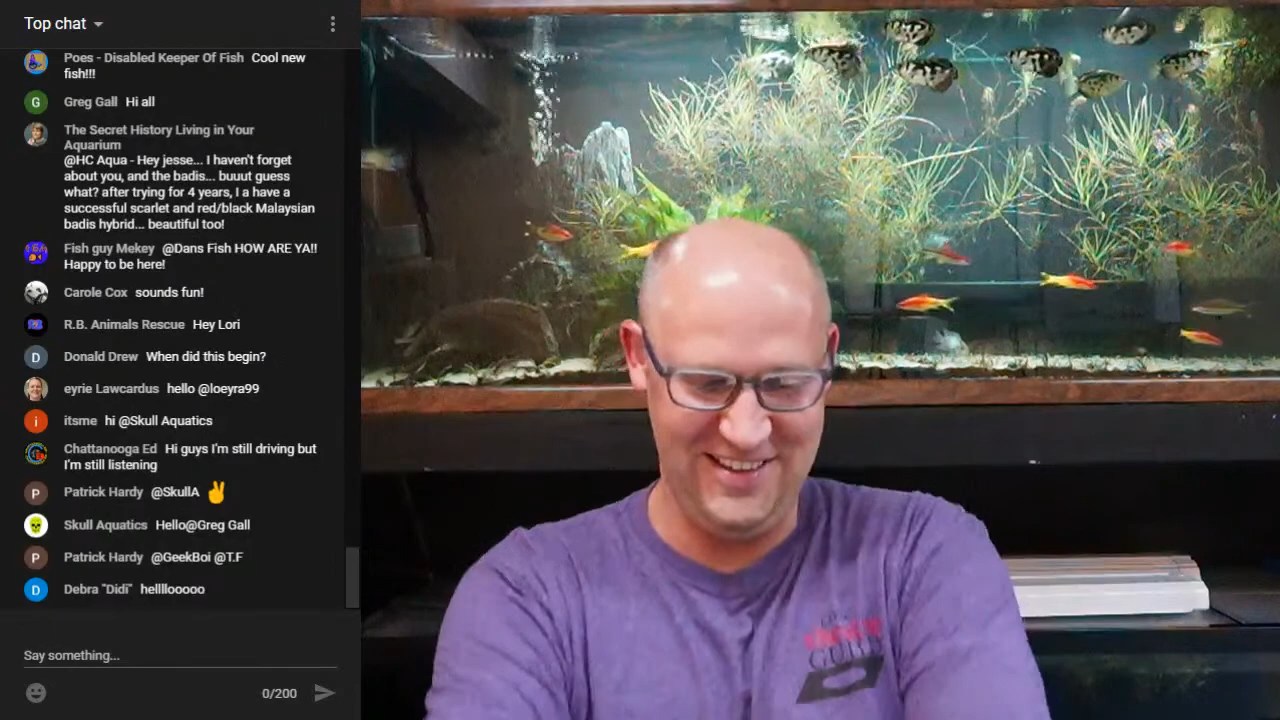 Top chat
Poes - Disabled Keeper Of Fish Cool new
fish!!!
G Greg Gall Hi all
The Secret History Living in Your
Aquarium
@HC Aqua - Hey jesse... I haven't forget
about you, and the badis... buuut guess
what? after trying for 4 years, I a have a
successful scarlet and red/black Malaysian
badis hybrid... beautiful too!
Fish guy Mekey @Dans Fish HOW ARE YA!!
Happy to be here!
Carole Cox sounds fun!
R.B. Animals Rescue Hey Lori
D Donald Drew When did this begin?
eyrie Lawcardus hello @loeyra99
i itsme hi @Skull Aquatics
Chattanooga Ed Hi guys I'm still driving but
I'm still listening
P Patrick Hardy @SkullA ✌
Skull Aquatics Hello@Greg Gall
P Patrick Hardy @GeekBoi @T.F
D Debra "Didi" hellllooooo
Say something...
0/200